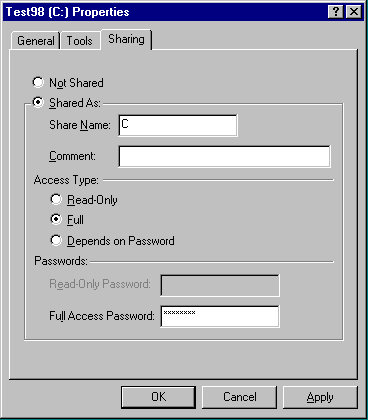 Test98 (C:) Properties
General Tools Sharing
Not Shared
Shared As:
Share Name: C
Comment:
Access Type:
Read-Only
Full
Depends on Password
Passwords:
Read-Only Password:
Full Access Password: ********
OK Cancel Apply